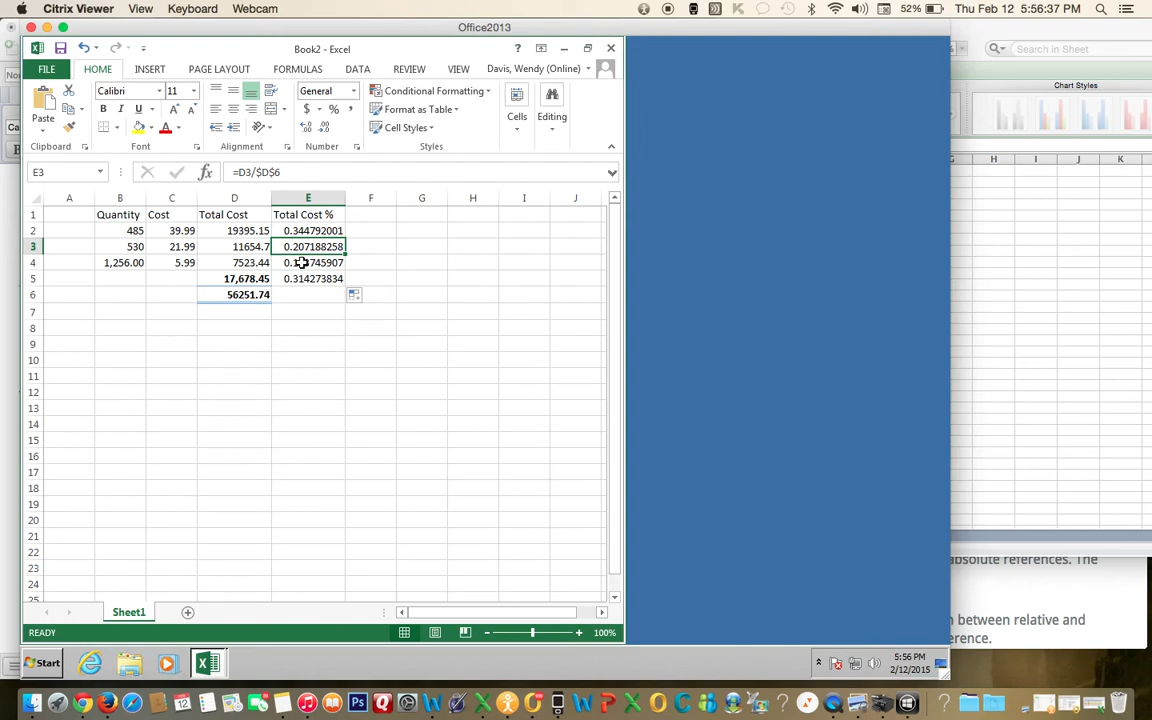 Citrix Viewer View Keyboard Webcam 52% Thu Feb 12 5:56:37 PM
Office2013
Search in Sheet
Book2 - Excel
FILE HOME INSERT PAGE LAYOUT FORMULAS DATA REVIEW VIEW Davis, Wendy (Online)
Calibri 11 General Conditional Formatting
Chart Styles
Paste B I U $ % Format as Table Cells Editing
Cell Styles
Clipboard Font Alignment Number Styles
E3 =D3/$D$6
A B C D E F G H I J
H I J K
1 Quantity Cost Total Cost Total Cost %
2 485 39.99 19395.15 0.344792001
3 530 21.99 11654.7 0.207188258
4 1,256.00 5.99 7523.44 745907
5 17,678.45 0.314273834
6 56251.74
7
8
9
10
11
12
13
14
15
16
17
18
19
20
21
22
23
24
25
absolute references. The
between relative and
erence.
Sheet1
READY 100%
Start 5:56 PM
2/12/2015